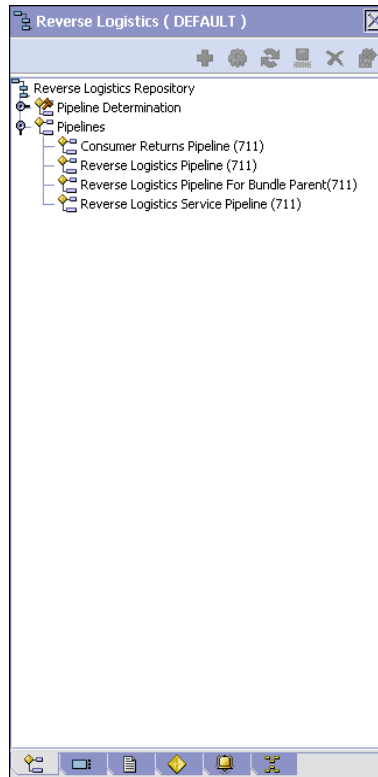 Reverse Logistics ( DEFAULT )
Reverse Logistics Repository
Pipeline Determination
Pipelines
Consumer Returns Pipeline (711)
Reverse Logistics Pipeline (711)
Reverse Logistics Pipeline For Bundle Parent(711)
Reverse Logistics Service Pipeline (711)